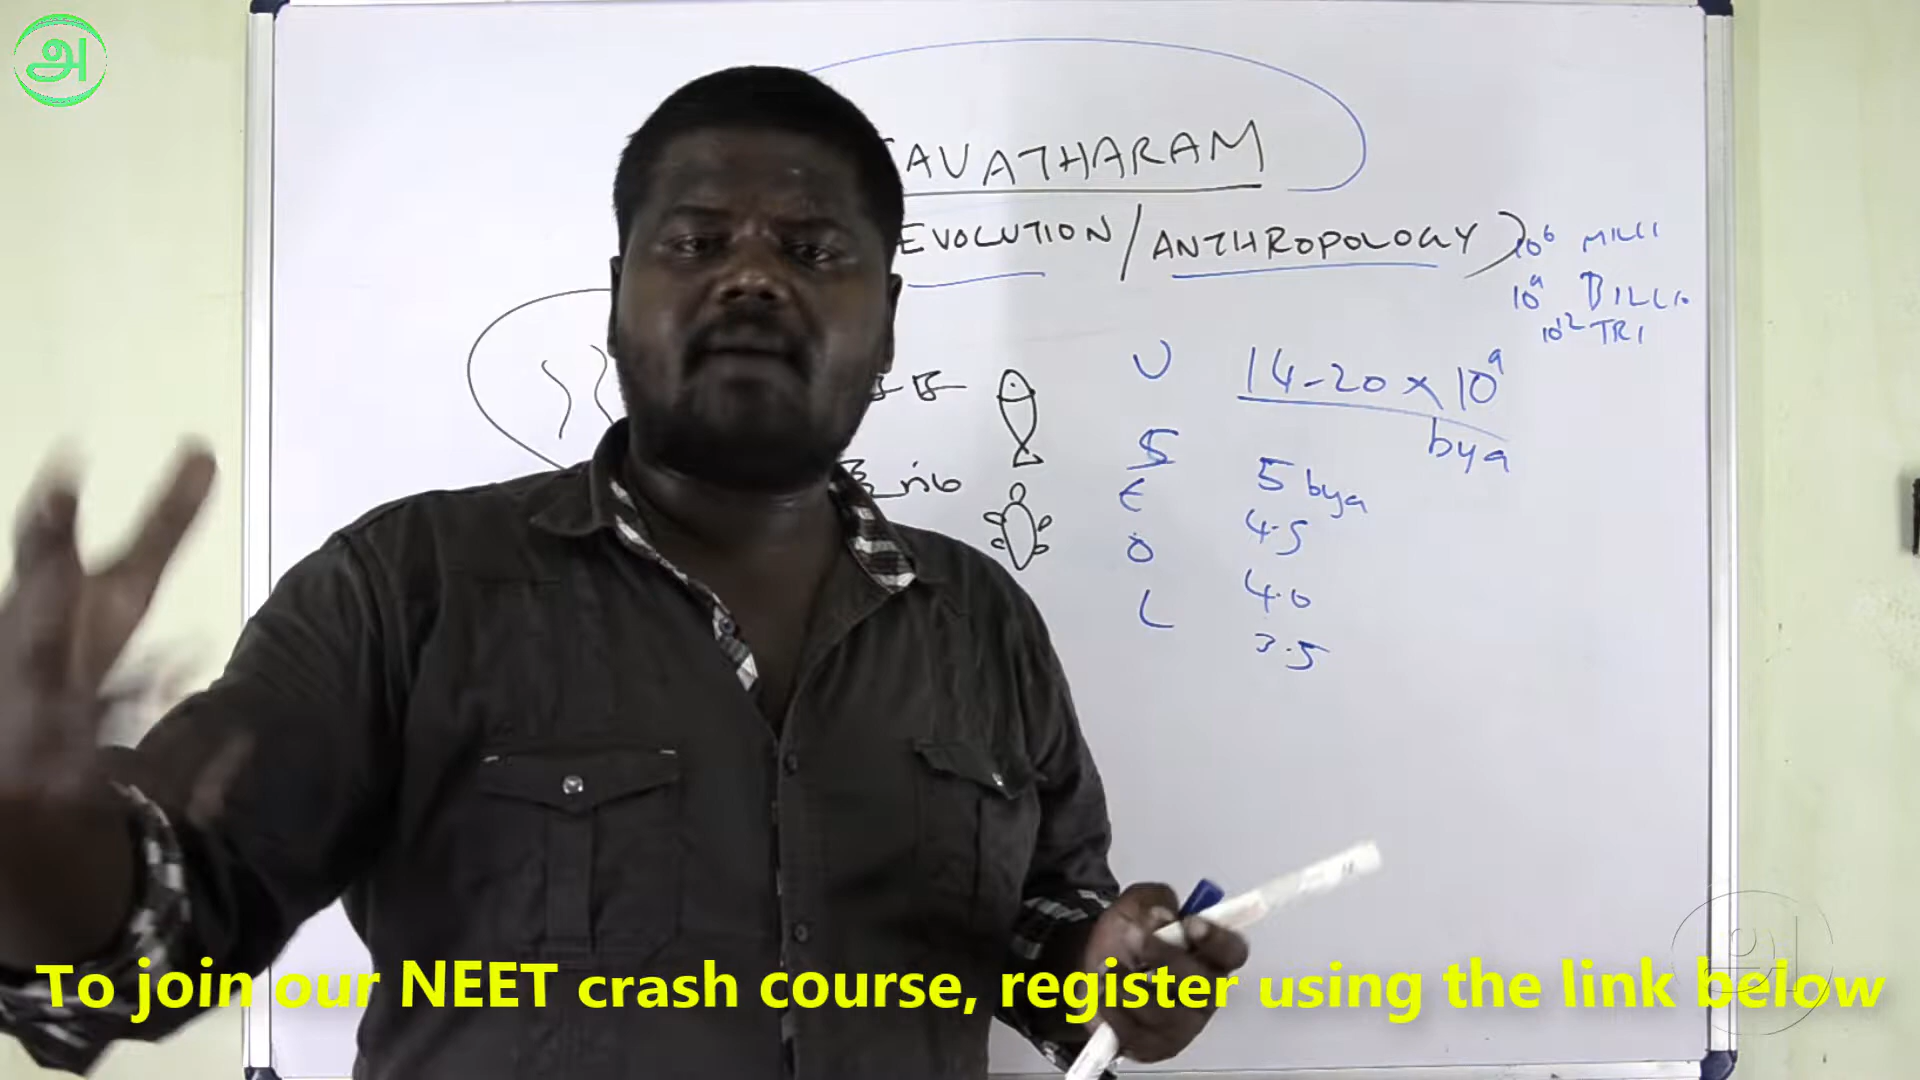 அ
AVATHARAM
EVOLUTION / ANTHROPOLOGY)
10⁶ MILLI
10⁹ BILLIO
10¹² TRI
U 14-20 x 10⁹
bya
S 5 bya
E 4.5
O 4.0
L 3.5
To join our NEET crash course, register using the link below
அ